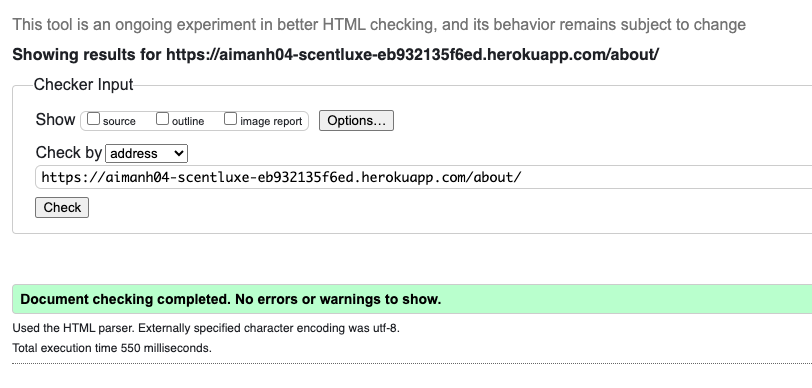 This tool is an ongoing experiment in better HTML checking, and its behavior remains subject to change
Showing results for https://aimanh04-scentluxe-eb932135f6ed.herokuapp.com/about/
Checker Input
Show source outline image report Options...
Check by address
https://aimanh04-scentluxe-eb932135f6ed.herokuapp.com/about/
Check
Document checking completed. No errors or warnings to show.
Used the HTML parser. Externally specified character encoding was utf-8.
Total execution time 550 milliseconds.